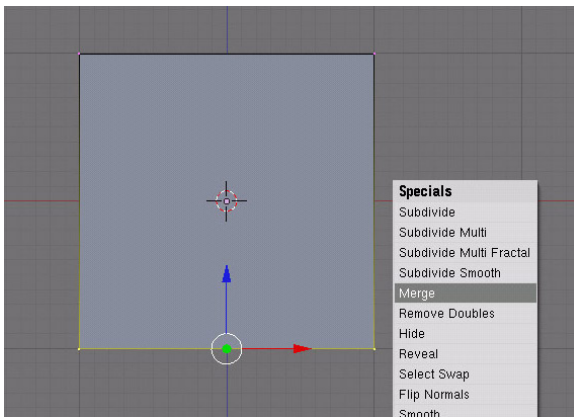 Specials
Subdivide
Subdivide Multi
Subdivide Multi Fractal
Subdivide Smooth
Merge
Remove Doubles
Hide
Reveal
Select Swap
Flip Normals
Smooth